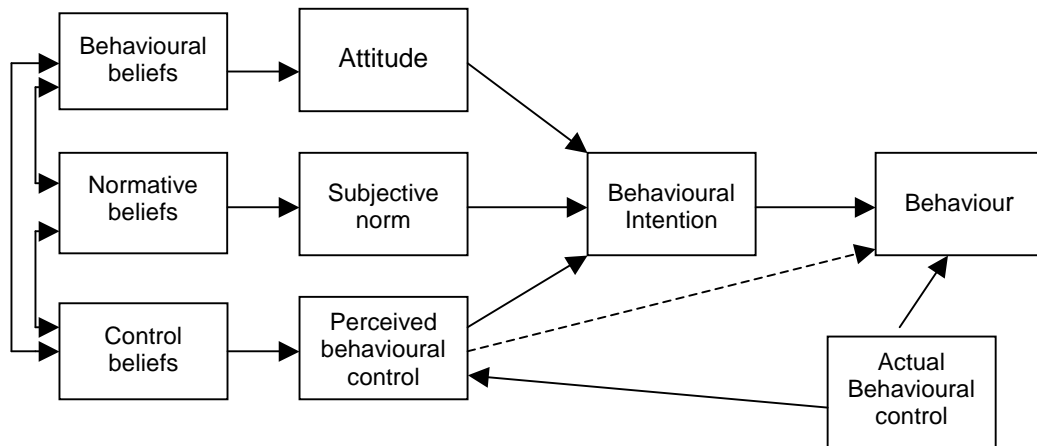 Behavioural
beliefs
Attitude
Normative
beliefs
Subjective
norm
Behavioural
Intention
Behaviour
Control
beliefs
Perceived
behavioural
control
Actual
Behavioural
control